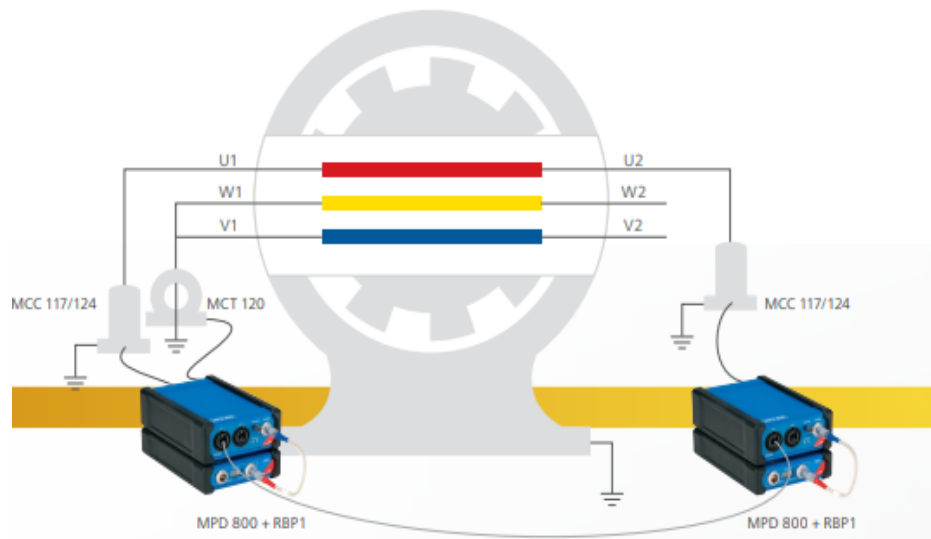 U1
U2
W1
W2
V1
V2
MCC 117/124
MCT 120
MCC 117/124
MPD 800 + RBP1
MPD 800 + RBP1